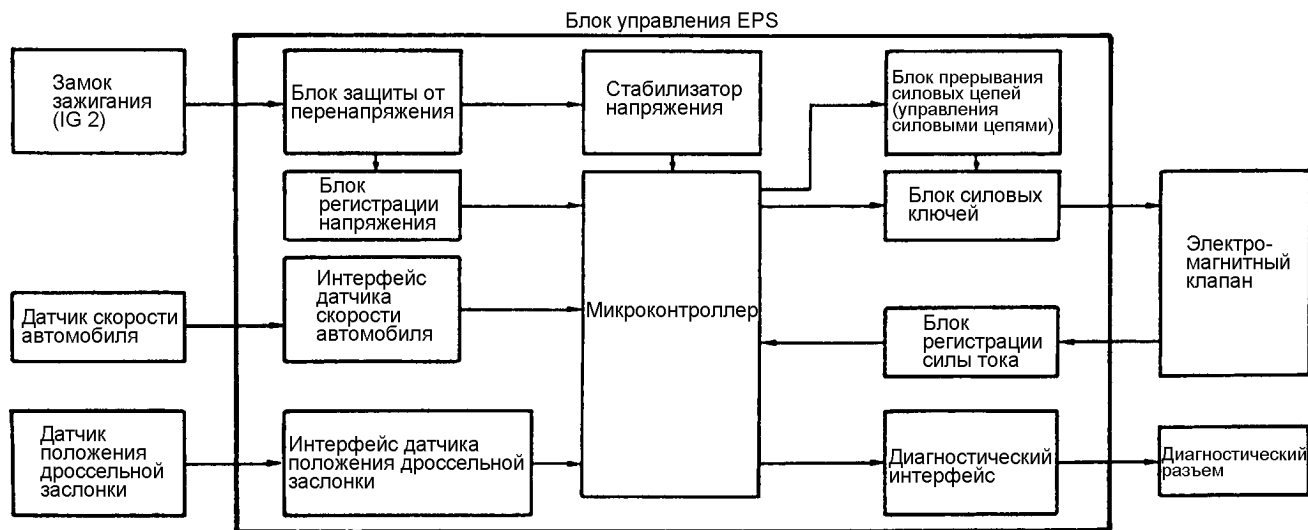 Блок управления EPS
Замок
зажигания
(IG 2)
Блок защиты от
перенапряжения
Стабилизатор
напряжения
Блок прерывания
силовых цепей
(управления
силовыми цепями)
Блок
регистрации
напряжения
Блок силовых
ключей
Электро-
магнитный
клапан
Датчик скорости
автомобиля
Интерфейс
датчика
скорости
автомобиля
Микроконтроллер
Блок
регистрации
силы тока
Датчик
положения
дроссельной
заслонки
Интерфейс датчика
положения дроссельной
заслонки
Диагностический
интерфейс
Диагностический
разъем